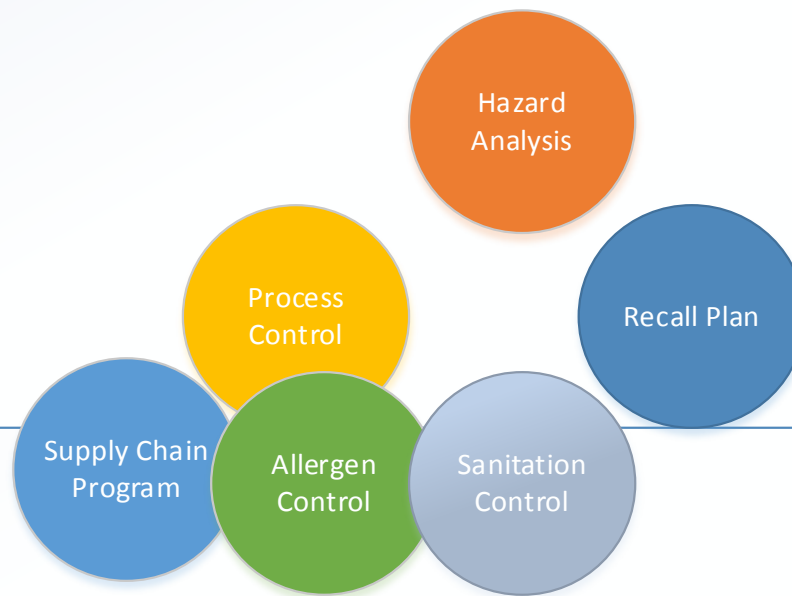 Hazard
Analysis
Process
Control
Recall Plan
Supply Chain
Program
Allergen
Control
Sanitation
Control